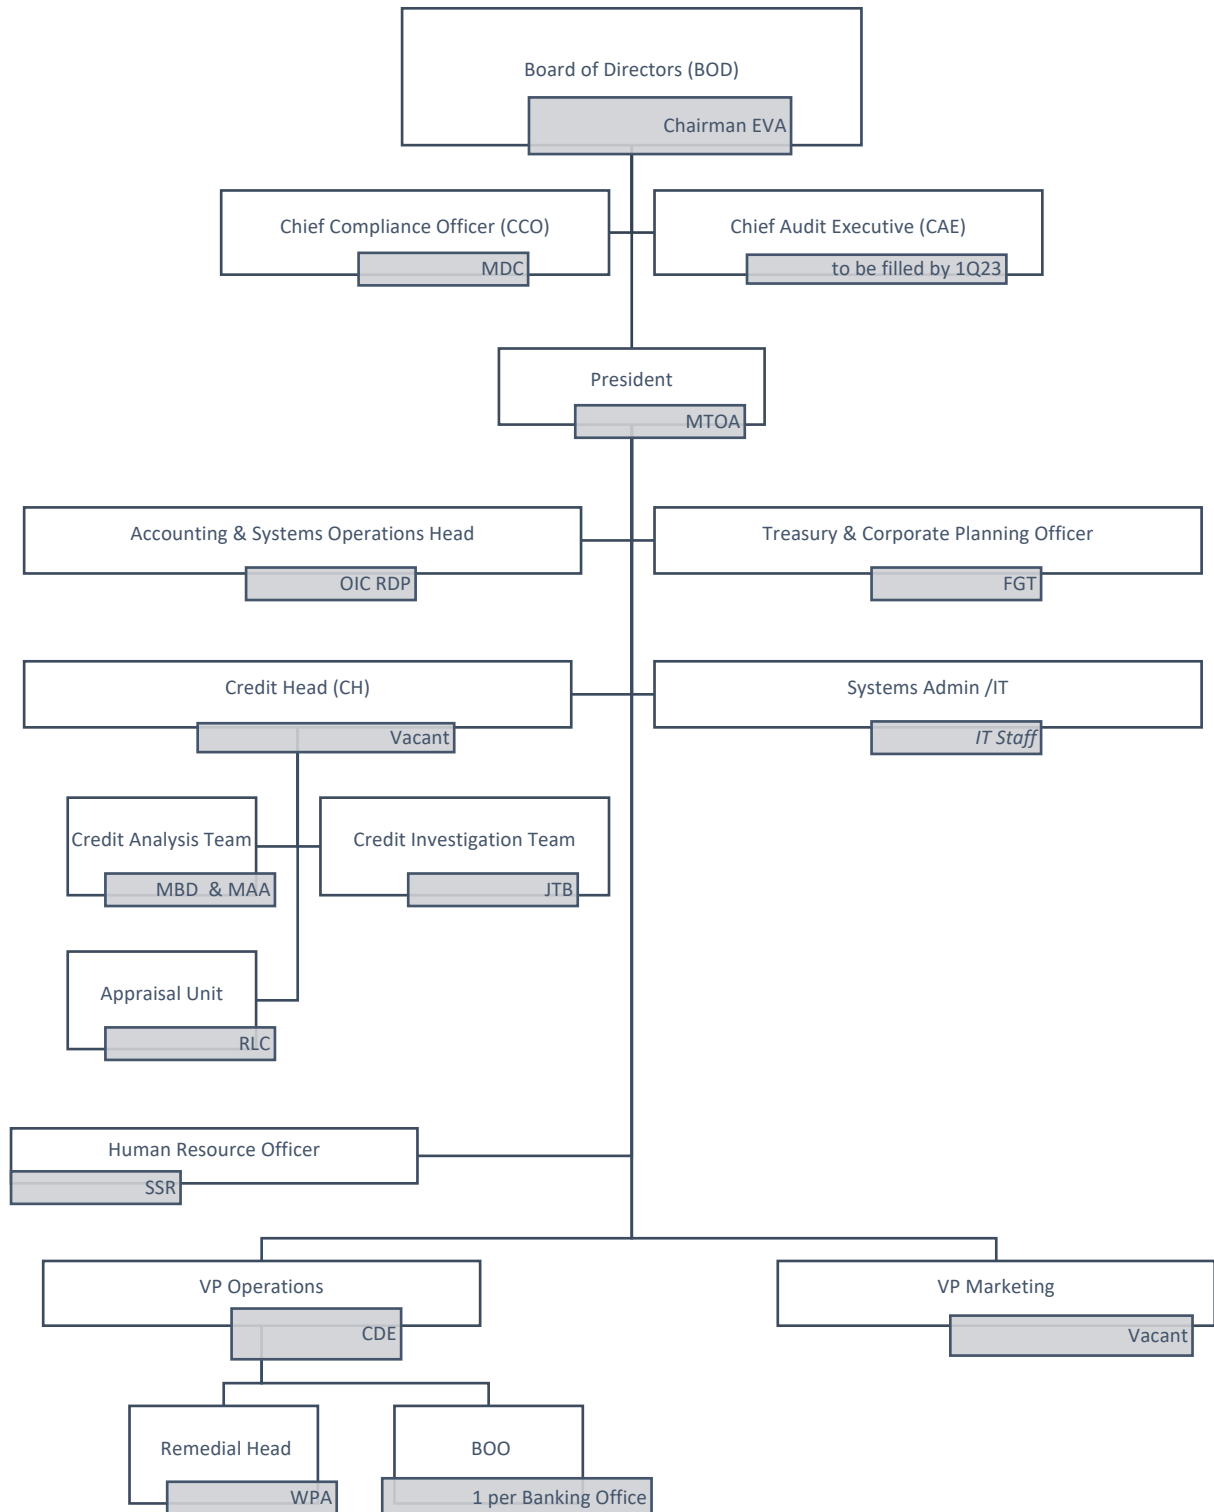 Board of Directors (BOD)
Chairman EVA
Chief Compliance Officer (CCO)
MDC
Chief Audit Executive (CAE)
to be filled by 1Q23
President
MTOA
Accounting & Systems Operations Head
OIC RDP
Treasury & Corporate Planning Officer
FGT
Credit Head (CH)
Vacant
Systems Admin /IT
IT Staff
Credit Analysis Team
MBD & MAA
Credit Investigation Team
JTB
Appraisal Unit
RLC
Human Resource Officer
SSR
VP Operations
CDE
VP Marketing
Vacant
Remedial Head
WPA
BOO
1 per Banking Office